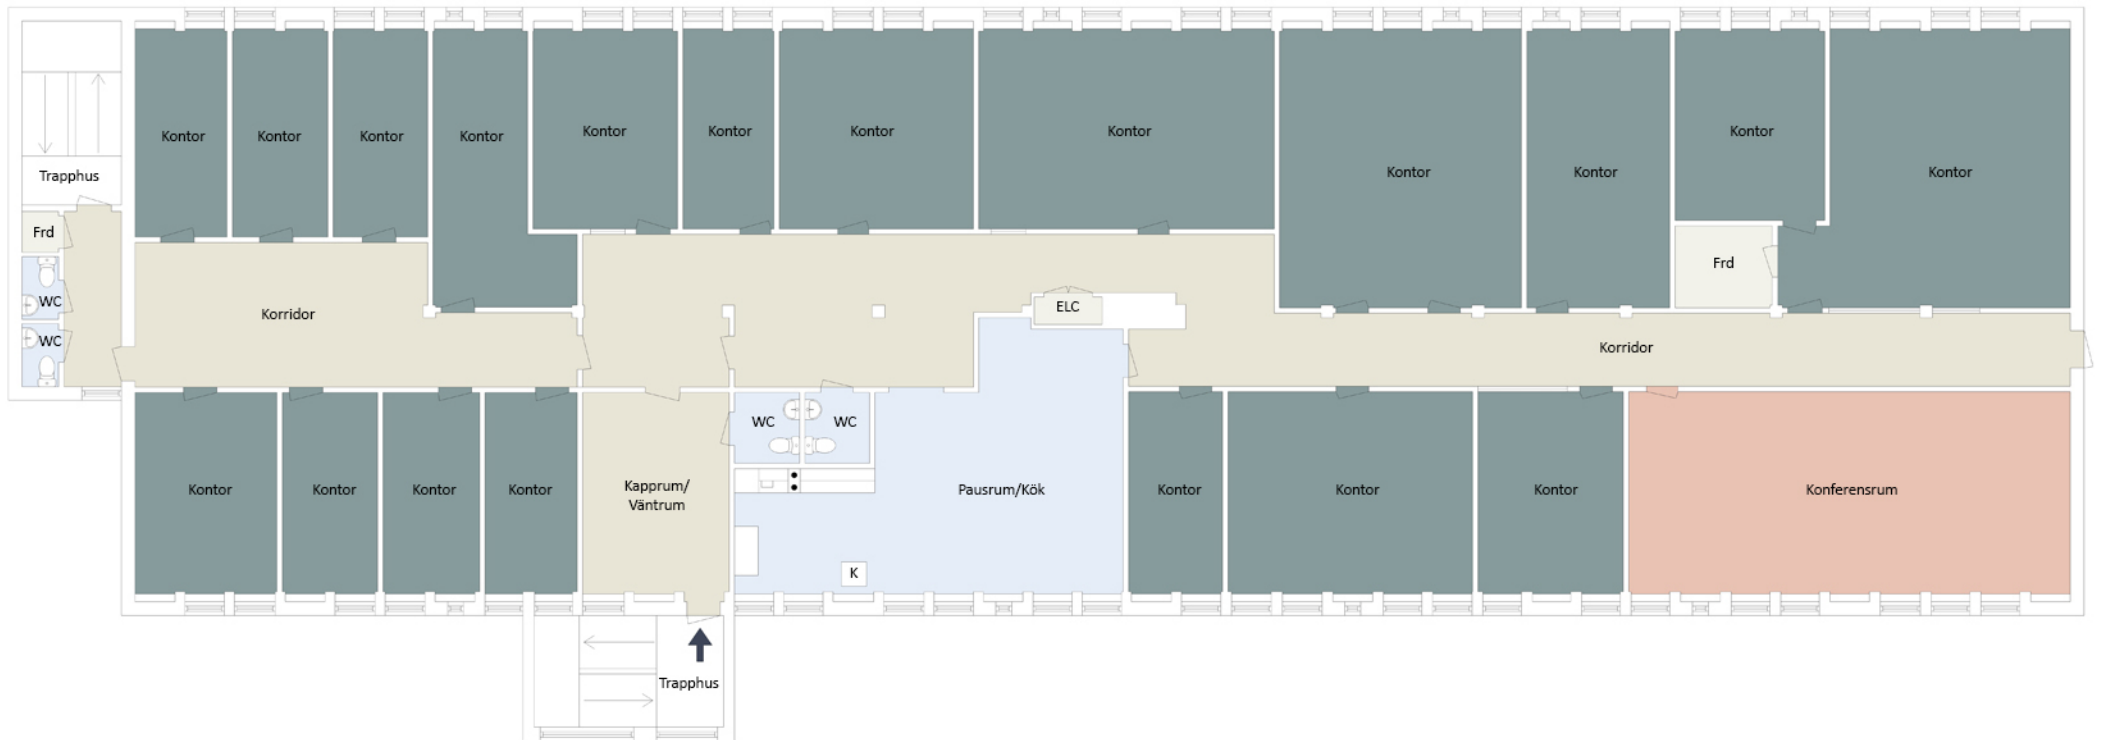 Kontor
Kontor
Kontor
Kontor
Kontor
Kontor
Kontor
Kontor
Kontor
Kontor
Kontor
Kontor
Trapphus
Frd
WC
WC
Korridor
ELC
Frd
Korridor
Kontor
Kontor
Kontor
Kontor
Kapprum/
Väntrum
WC
WC
Pausrum/Kök
K
Kontor
Kontor
Kontor
Konferensrum
Trapphus